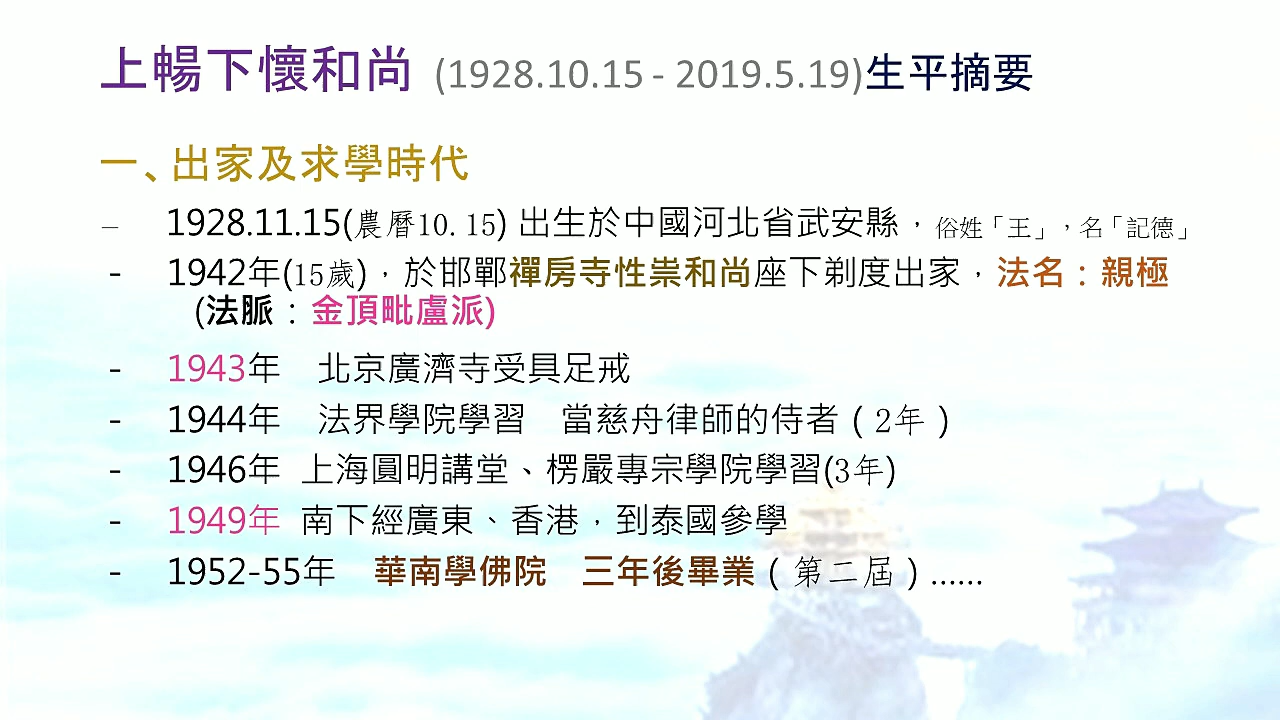 上暢下懷和尚 (1928.10.15 - 2019.5.19)生平摘要
一、出家及求學時代
– 1928.11.15(農曆10.15) 出生於中國河北省武安縣，俗姓「王」，名「記德」
- 1942年(15歲)，於邯鄲禪房寺性祟和尚座下剃度出家，法名：親極
(法脈：金頂毗盧派)
- 1943年 北京廣濟寺受具足戒
- 1944年 法界學院學習 當慈舟律師的侍者（2年）
- 1946年 上海圓明講堂、楞嚴專宗學院學習(3年)
- 1949年 南下經廣東、香港，到泰國參學
- 1952-55年 華南學佛院 三年後畢業（第二屆）......